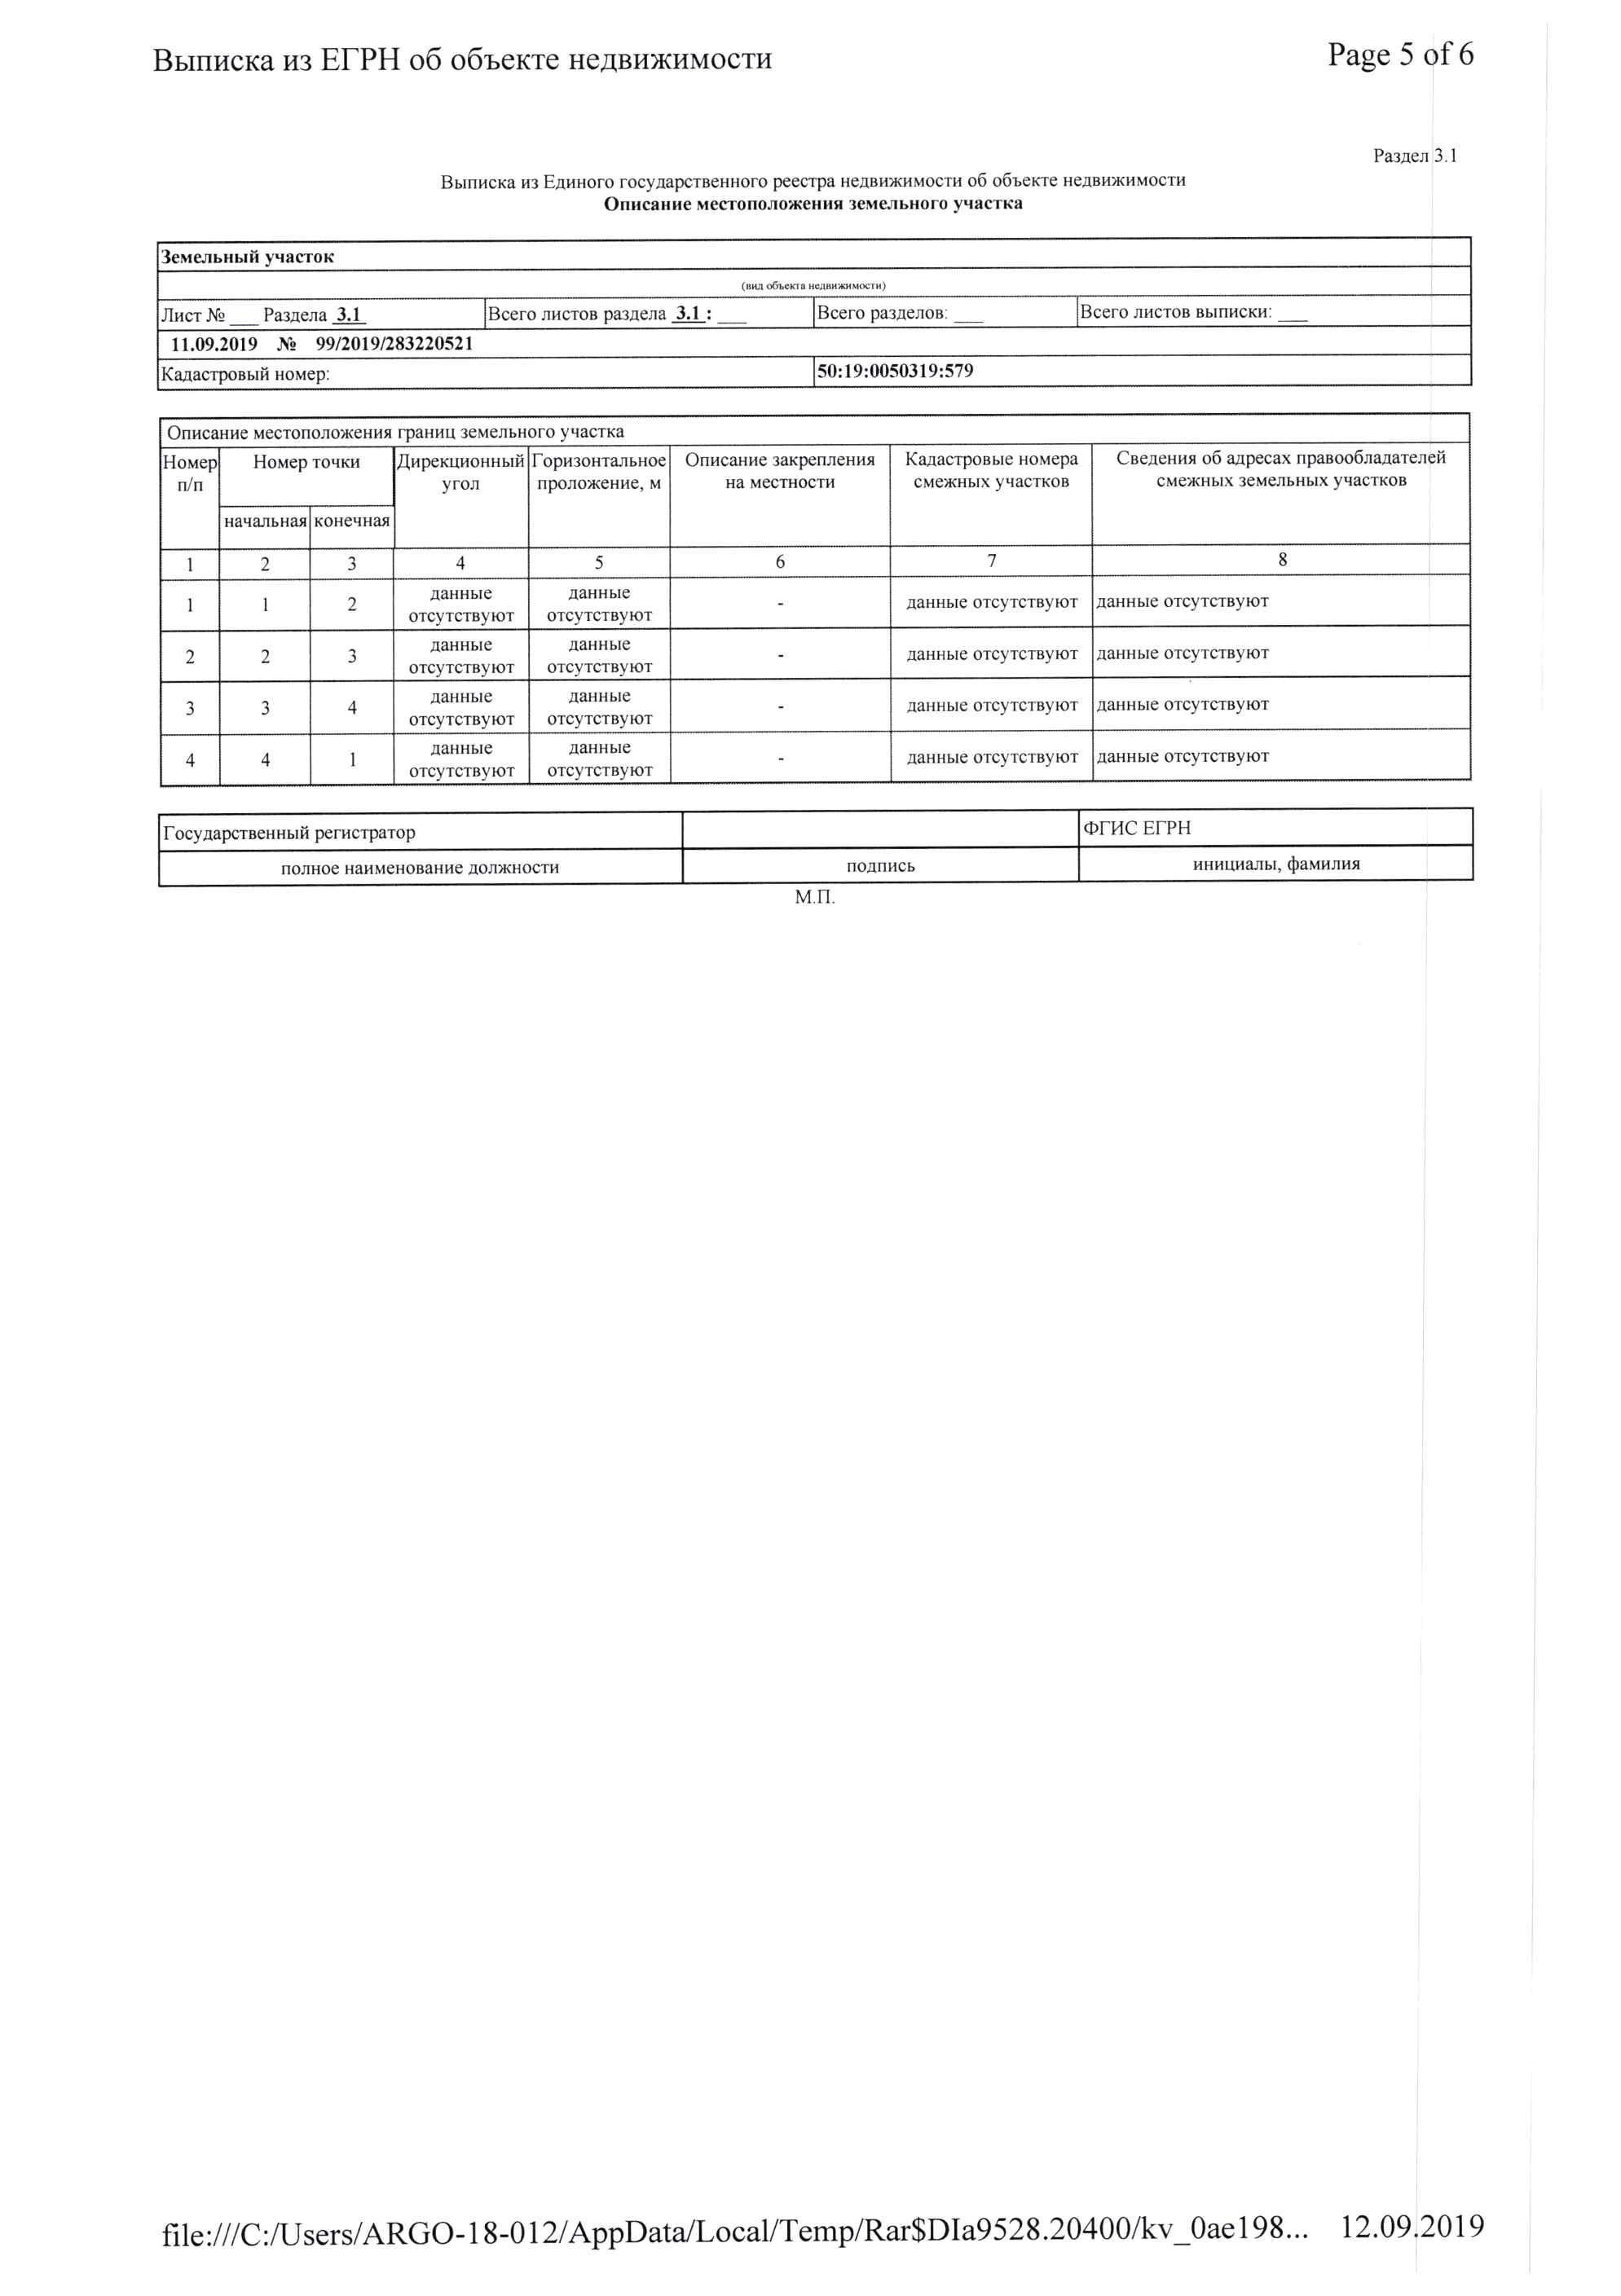 Выписка из ЕГРН об объекте недвижимости Page 5 of 6
Раздел 3.1
Выписка из Единого государственного реестра недвижимости об объекте недвижимости
Описание местоположения земельного участка
Земельный участок
(вид объекта недвижимости)
Лист № ___ Раздела 3.1 Всего листов раздела 3.1 : ___ Всего разделов: ___ Всего листов выписки: ___
11.09.2019 № 99/2019/283220521
Кадастровый номер: 50:19:0050319:579
Описание местоположения границ земельного участка
Номер п/п Номер точки Дирекционный угол Горизонтальное проложение, м Описание закрепления на местности Кадастровые номера смежных участков Сведения об адресах правообладателей смежных земельных участков
начальная конечная
1 2 3 4 5 6 7 8
1 1 2 данные отсутствуют данные отсутствуют - данные отсутствуют данные отсутствуют
2 2 3 данные отсутствуют данные отсутствуют - данные отсутствуют данные отсутствуют
3 3 4 данные отсутствуют данные отсутствуют - данные отсутствуют данные отсутствуют
4 4 1 данные отсутствуют данные отсутствуют - данные отсутствуют данные отсутствуют
Государственный регистратор ФГИС ЕГРН
полное наименование должности подпись инициалы, фамилия
М.П.
file:///C:/Users/ARGO-18-012/AppData/Local/Temp/Rar$DIa9528.20400/kv_0ae198... 12.09.2019